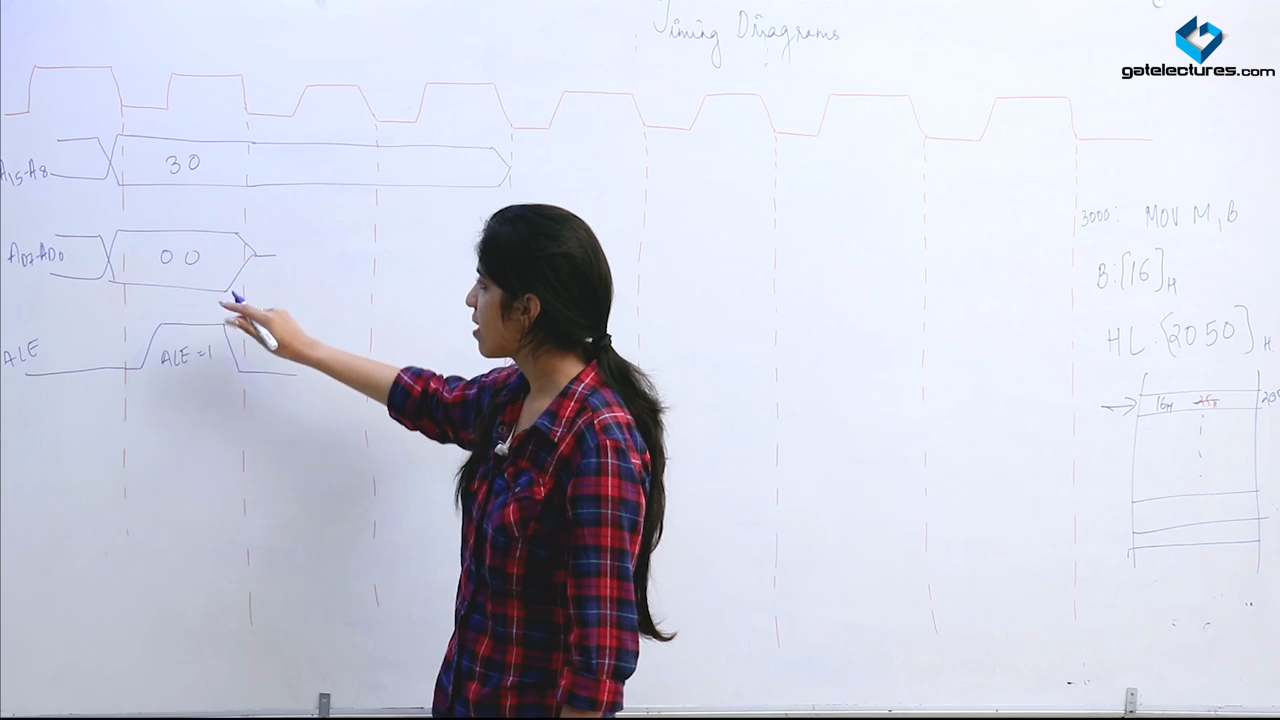 Timing Diagrams
gatelectures.com
A15-A8
30
AD7-AD0
00
ALE
ALE=1
3000: MOV M,B
B:[16]H
HL:{2050}H
16H